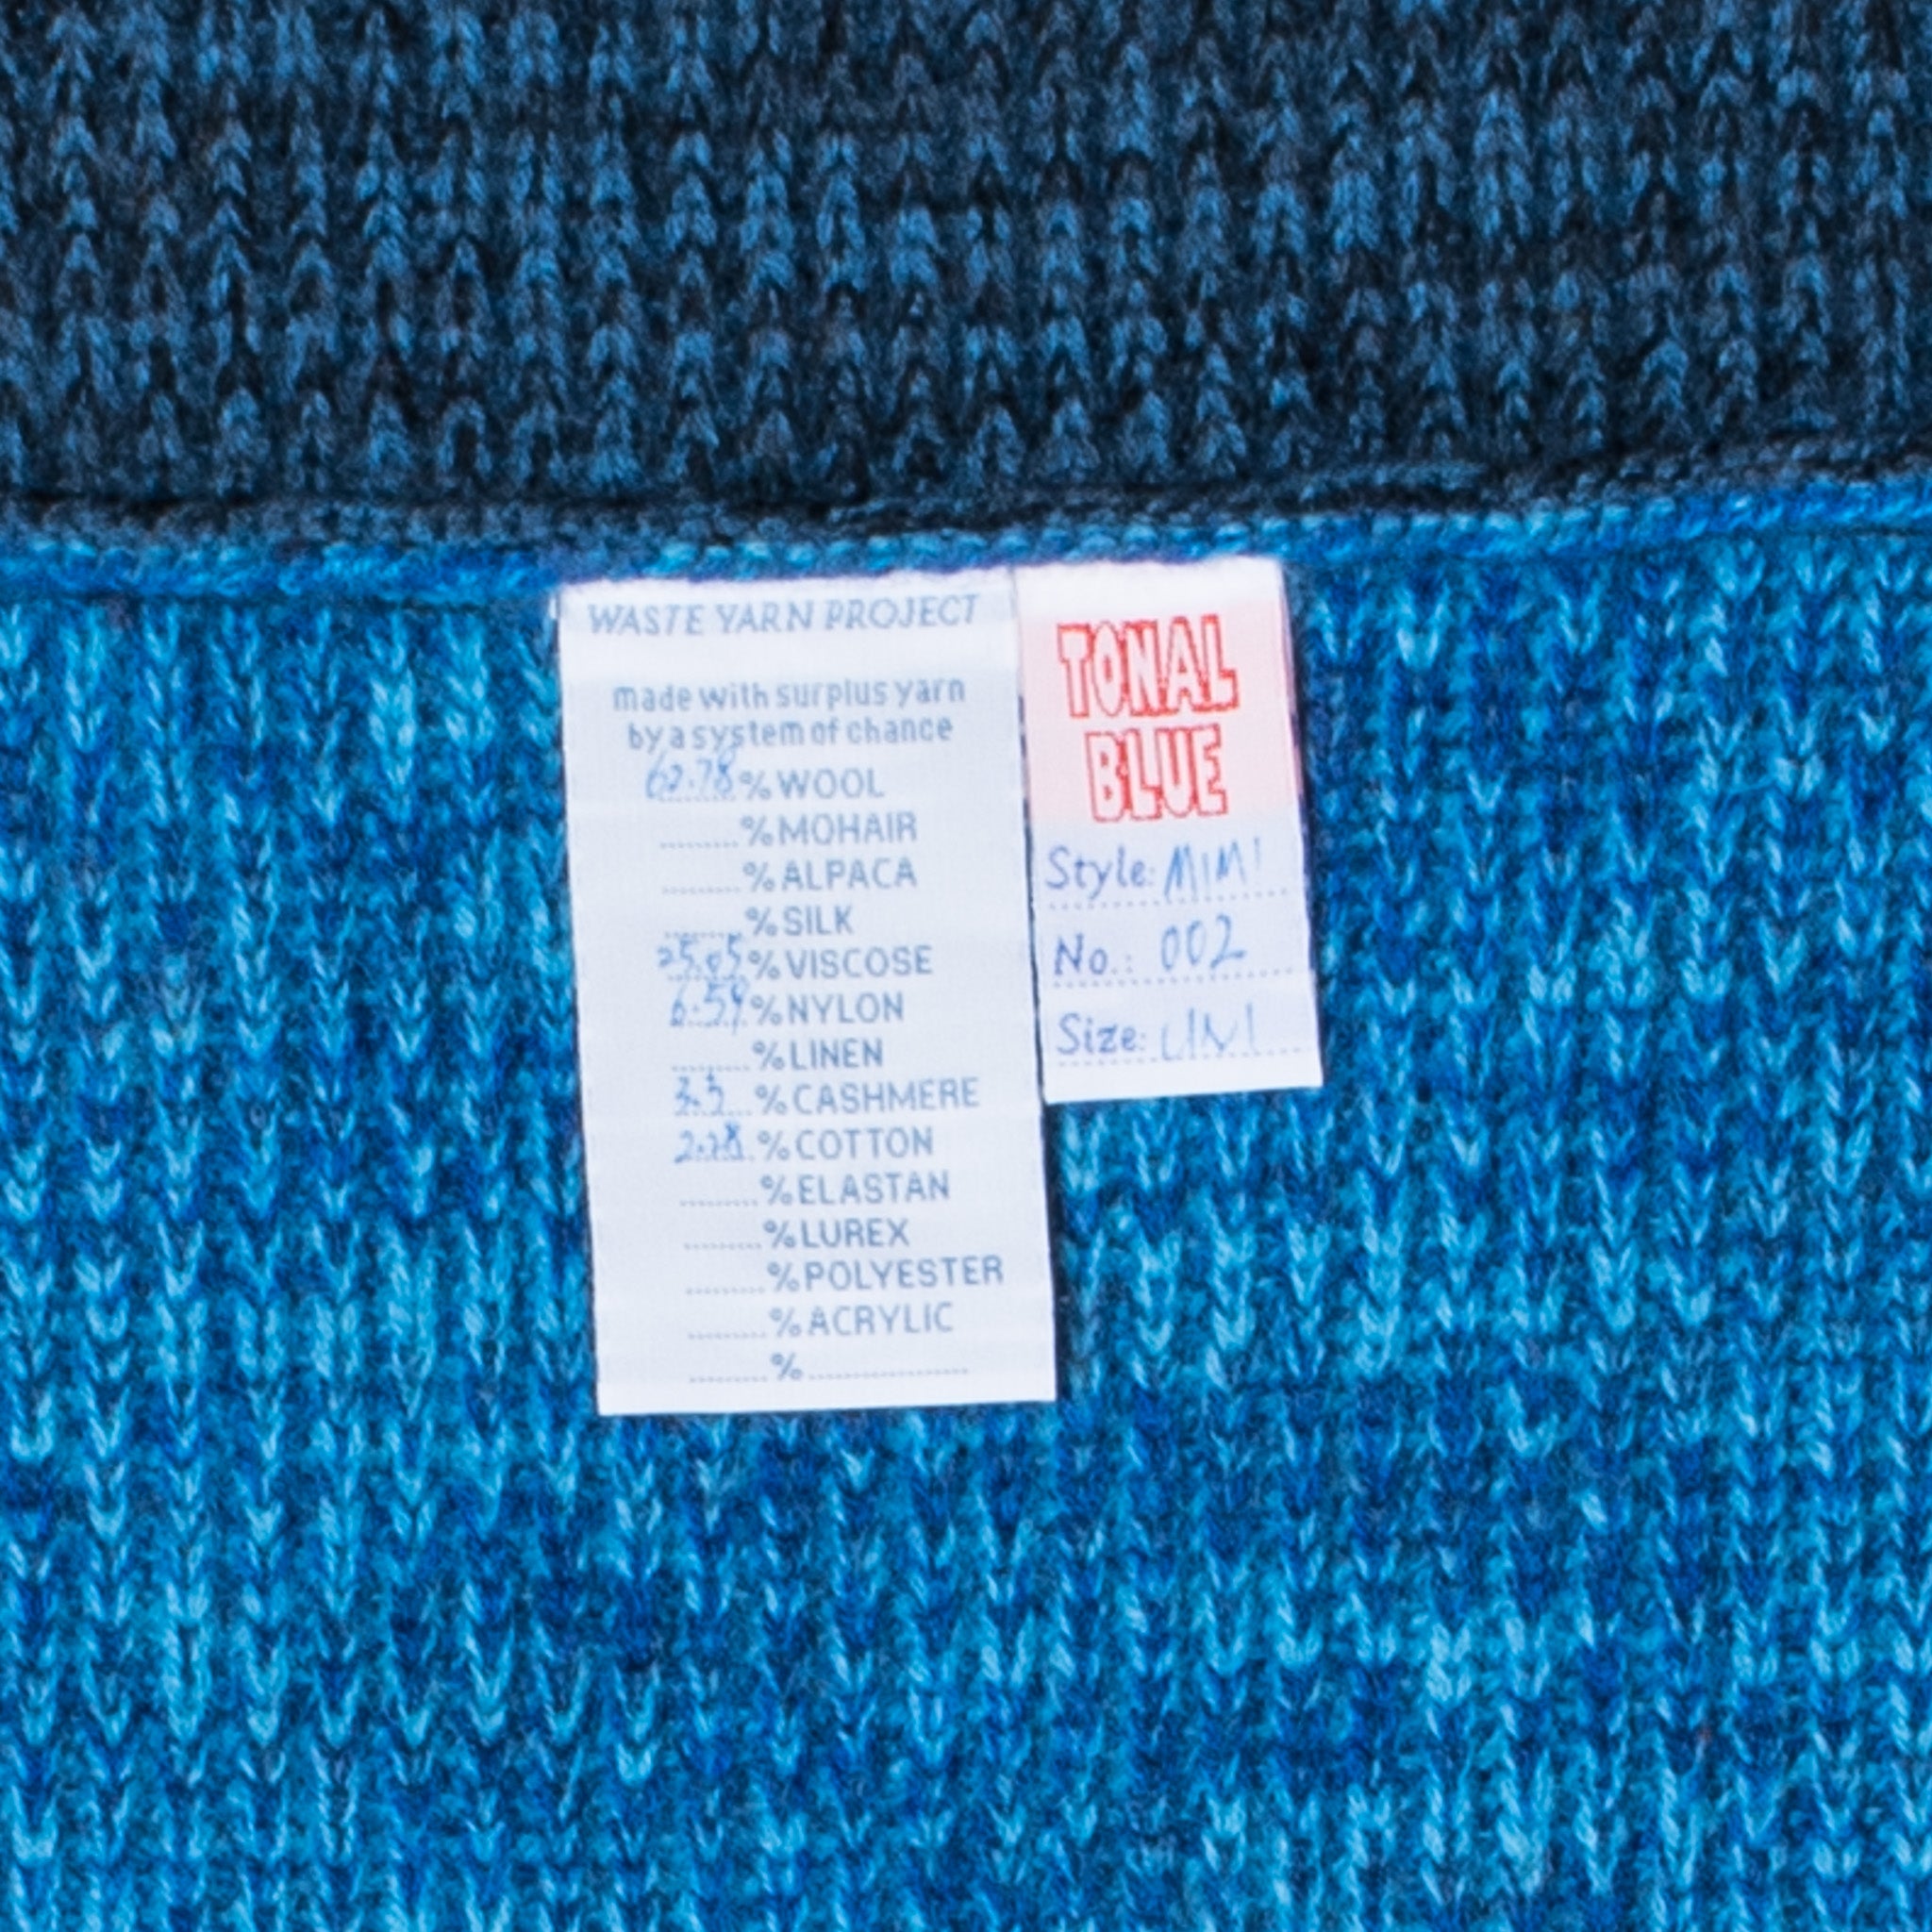 WASTE YARN PROJECT
made with surplus yarn
by a system of chance
62.78%WOOL
........%MOHAIR
........%ALPACA
........%SILK
25.05%VISCOSE
6.59%NYLON
........%LINEN
3.3%CASHMERE
2.28%COTTON
........%ELASTAN
........%LUREX
........%POLYESTER
........%ACRYLIC
........%................
TONAL
BLUE
Style: MIMI
No.: 002
Size: UNI